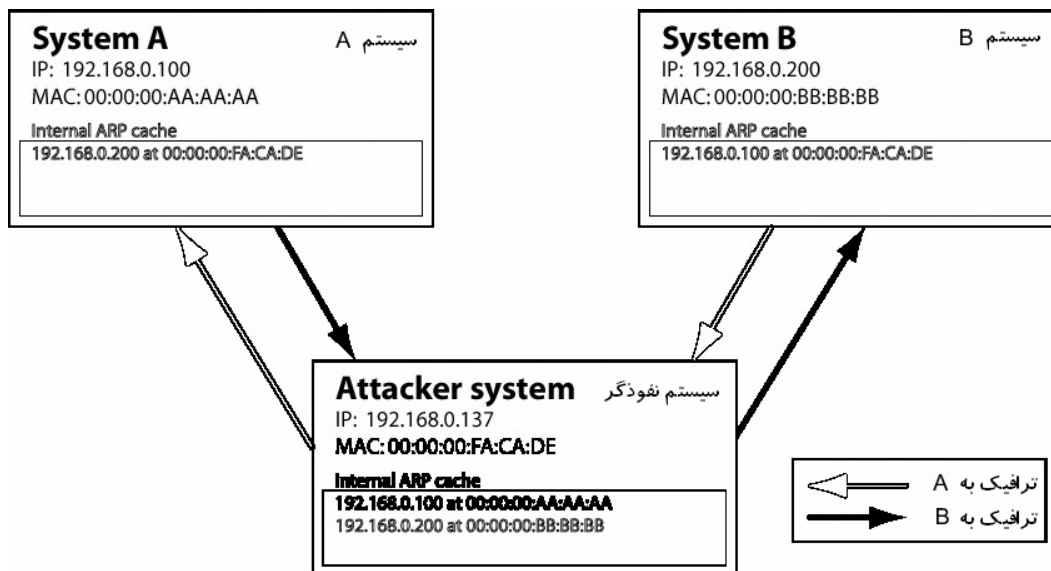 System A سیستم A
IP: 192.168.0.100
MAC: 00:00:00:AA:AA:AA
Internal ARP cache
192.168.0.200 at 00:00:00:FA:CA:DE
System B سیستم B
IP: 192.168.0.200
MAC: 00:00:00:BB:BB:BB
Internal ARP cache
192.168.0.100 at 00:00:00:FA:CA:DE
Attacker system سیستم نفوذگر
IP: 192.168.0.137
MAC: 00:00:00:FA:CA:DE
Internal ARP cache
192.168.0.100 at 00:00:00:AA:AA:AA
192.168.0.200 at 00:00:00:BB:BB:BB
ترافیک به A
ترافیک به B